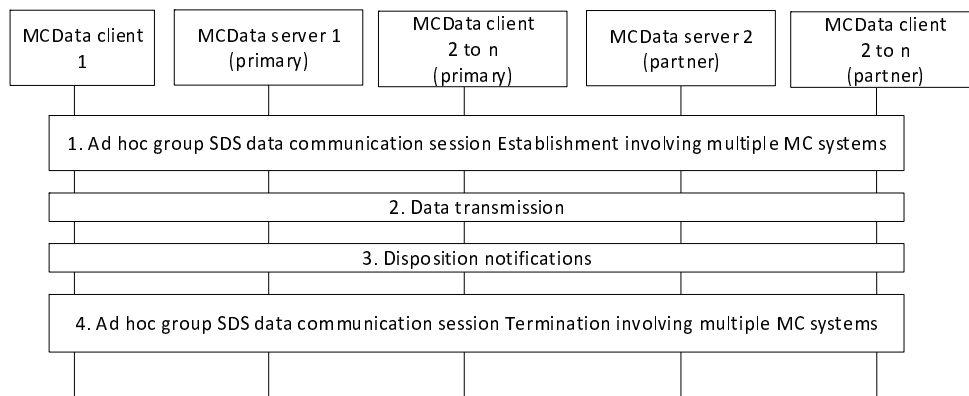 MCData client
1
MCData server 1
(primary)
MCData client
2 to n
(primary)
MCData server 2
(partner)
MCData client
2 to n
(partner)
1. Ad hoc group SDS data communication session Establishment involving multiple MC systems
2. Data transmission
3. Disposition notifications
4. Ad hoc group SDS data communication session Termination involving multiple MC systems